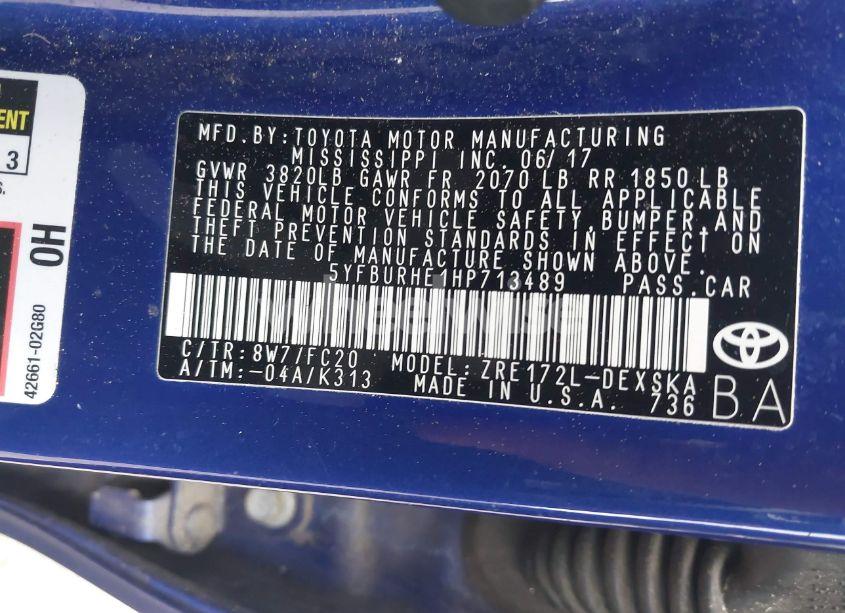 ENT
13
S.
OH
42661-02G80
MFD.BY:TOYOTA MOTOR MANUFACTURING
MISSISSIPPI INC. 06/17
GVWR 3820LB GAWR FR 2070 LB RR 1850 LB
THIS VEHICLE CONFORMS TO ALL APPLICABLE
FEDERAL MOTOR VEHICLE SAFETY,BUMPER,AND
THEFT PREVENTION STANDARDS IN EFFECT ON
THE DATE OF MANUFACTURE SHOWN ABOVE.
5YFBURHE1HP713489 PASS.CAR
wheelwise
C/TR:8W7/FC20 MODEL:ZRE172L-DEXSKA
A/TM:-04A/K313 MADE IN U.S.A. 736
BA